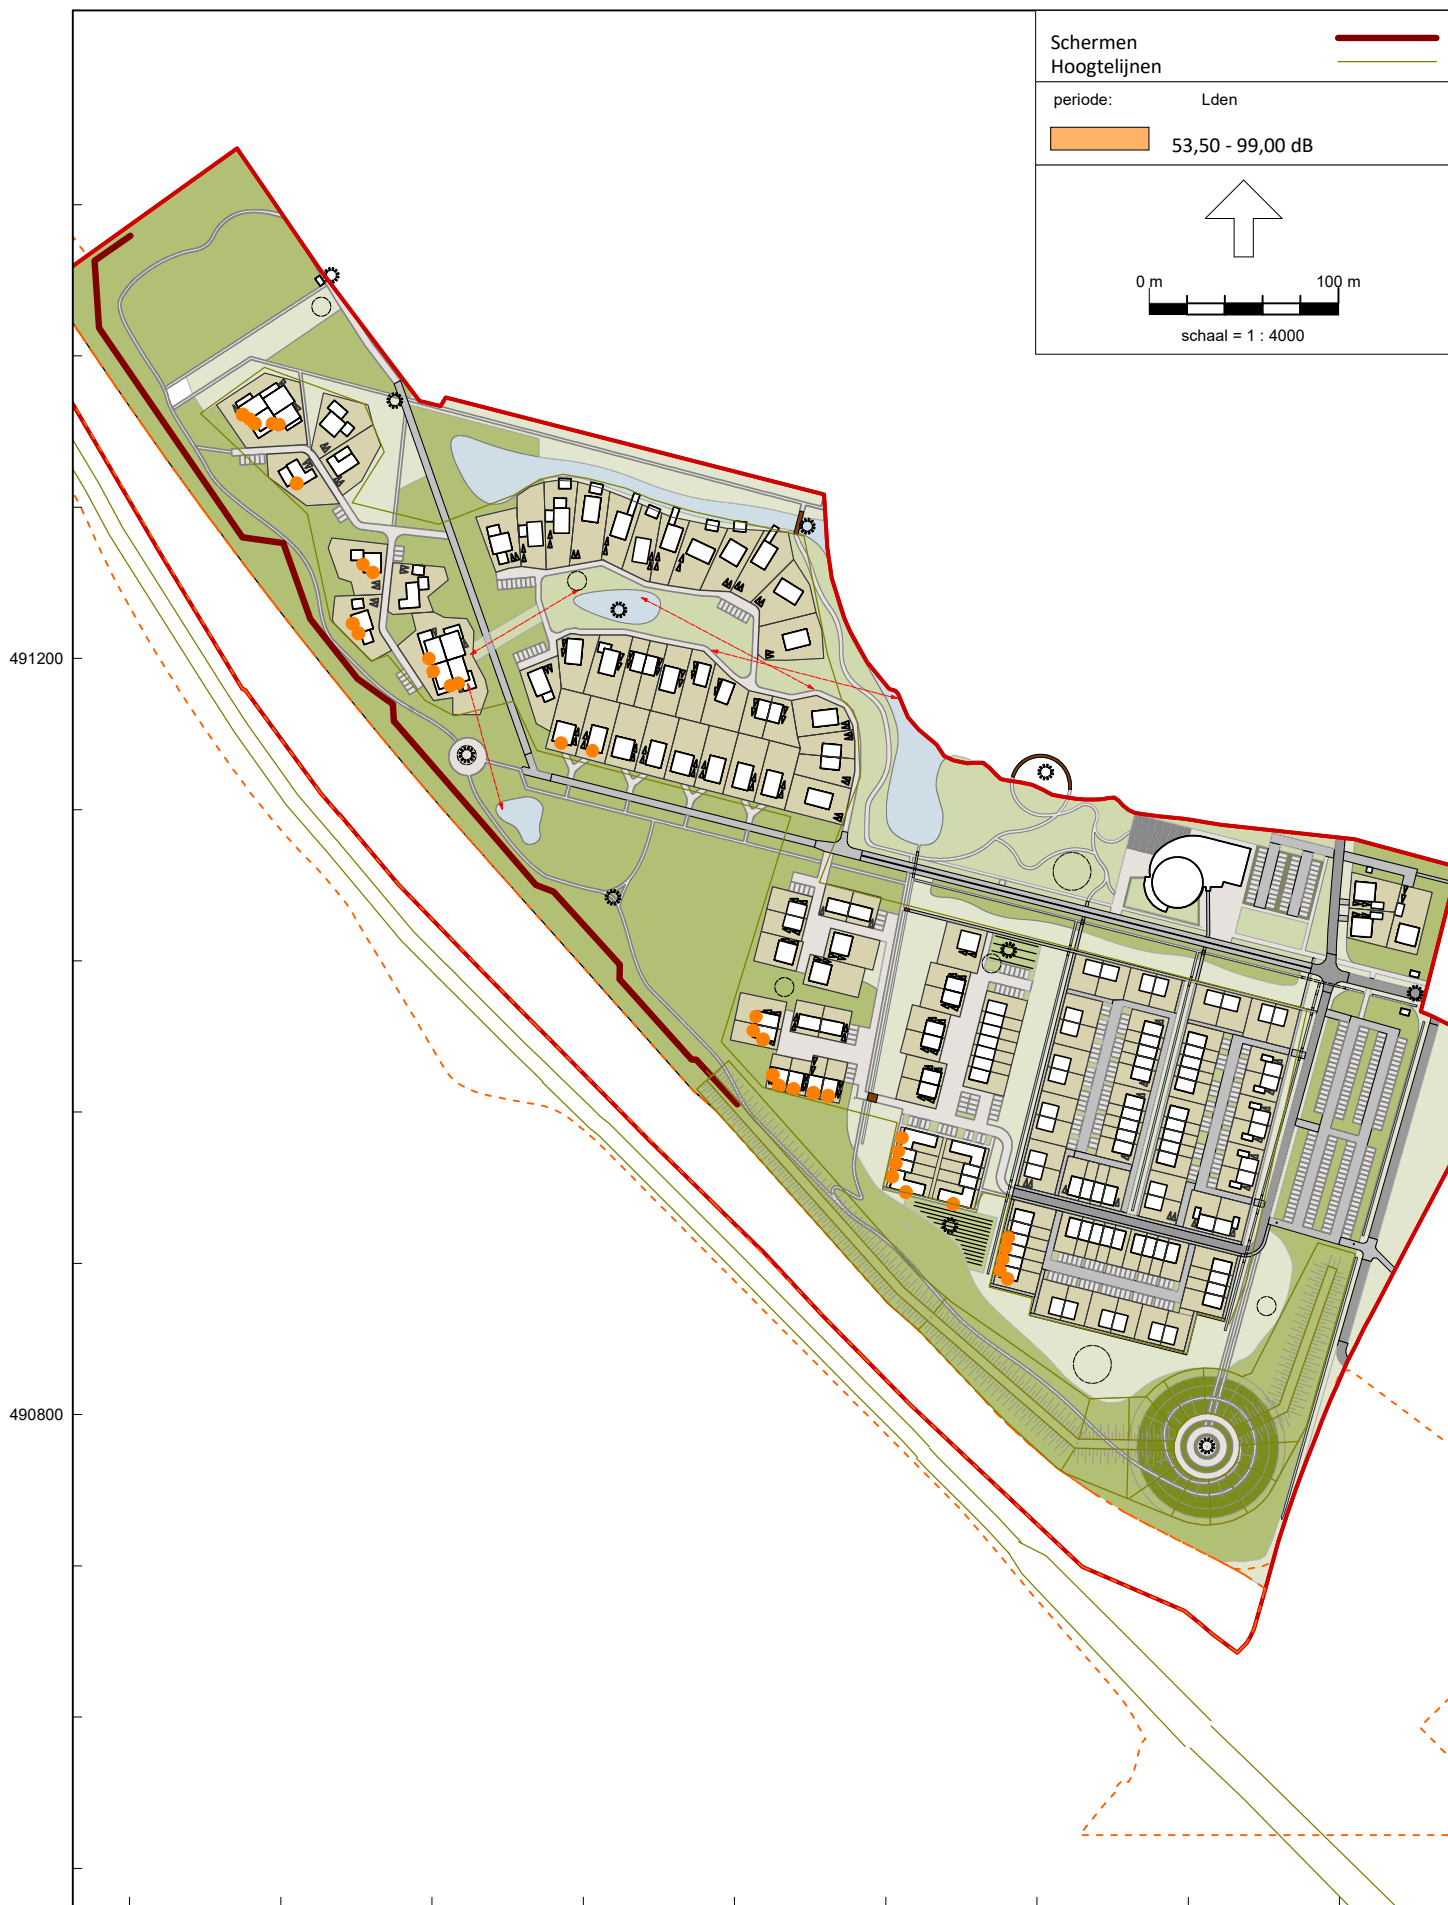 Schermen
Hoogtelijnen
periode: Lden
53,50 - 99,00 dB
0 m 100 m
schaal = 1 : 4000
491200
490800